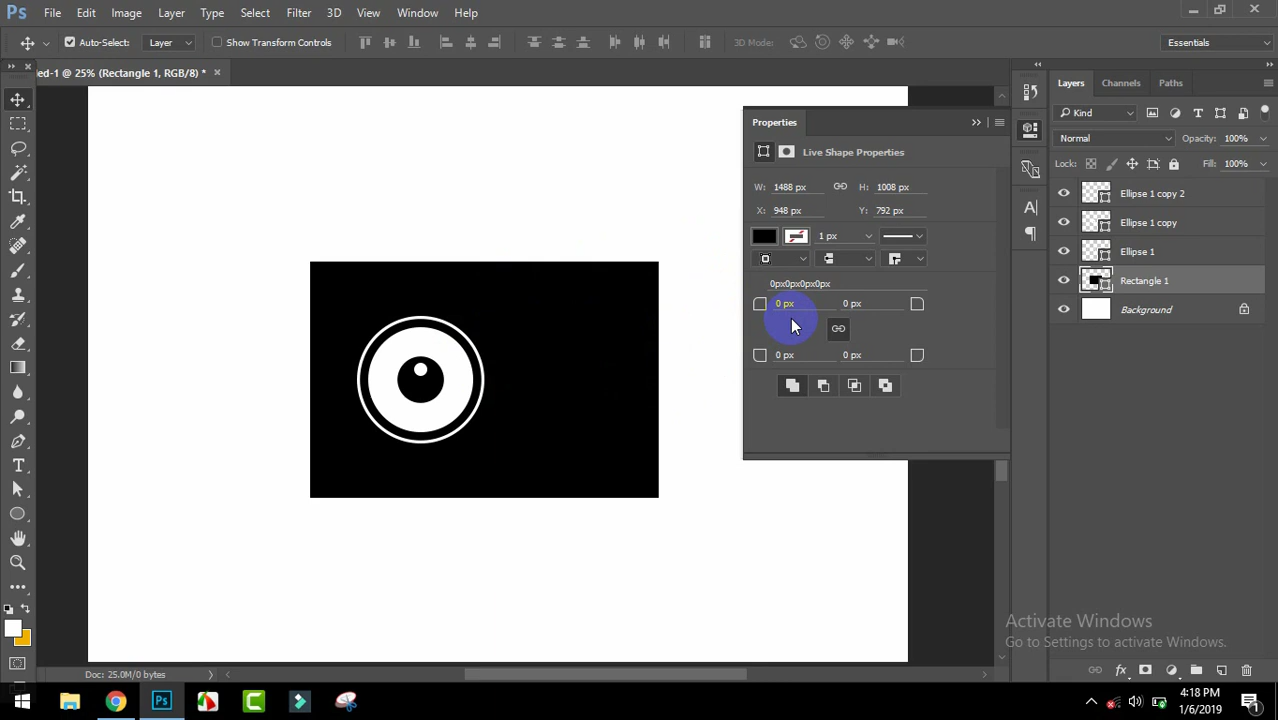 Ps File Edit Image Layer Type Select Filter 3D View Window Help
Auto-Select: Layer Show Transform Controls 3D Mode: Essentials
ed-1 @ 25% (Rectangle 1, RGB/8) *
Properties
Live Shape Properties
W: 1488 px H: 1008 px
X: 948 px Y: 792 px
1 px
0px0px0px0px
0 px 0 px
0 px 0 px
Layers Channels Paths
Kind
Normal Opacity: 100%
Lock: Fill: 100%
Ellipse 1 copy 2
Ellipse 1 copy
Ellipse 1
Rectangle 1
Background
Activate Windows
Go to Settings to activate Windows.
Doc: 25.0M/0 bytes
4:18 PM
1/6/2019